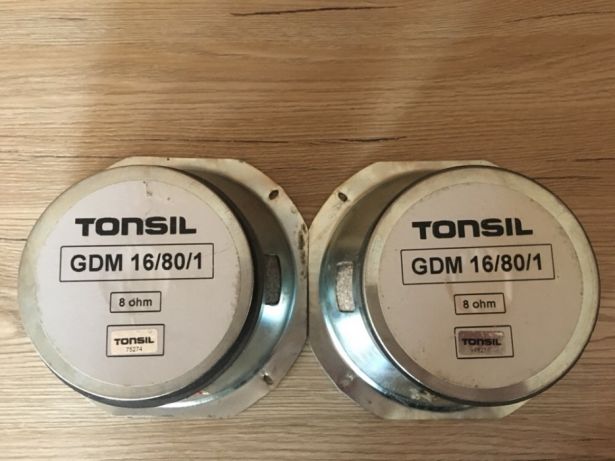 TONSIL
GDM 16/80/1
8 ohm
TONSIL
75274
TONSIL
GDM 16/80/1
8 ohm
TONSIL